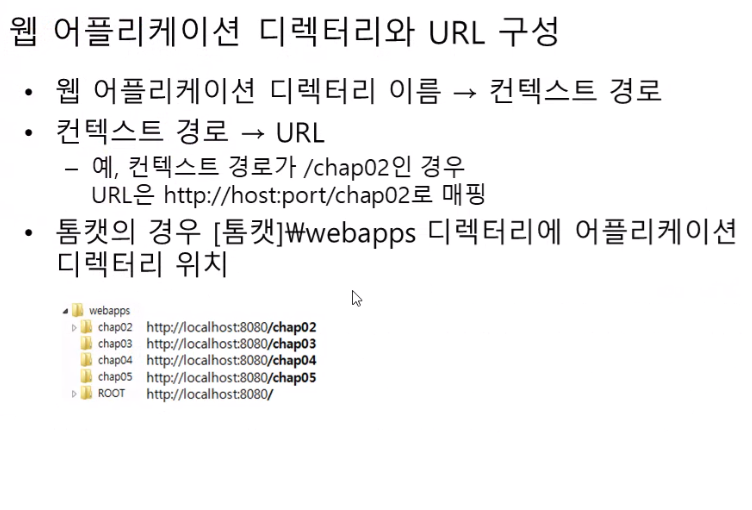 웹 어플리케이션 디렉터리와 URL 구성
• 웹 어플리케이션 디렉터리 이름 → 컨텍스트 경로
• 컨텍스트 경로 → URL
– 예, 컨텍스트 경로가 /chap02인 경우
URL은 http://host:port/chap02로 매핑
• 톰캣의 경우 [톰캣]₩webapps 디렉터리에 어플리케이션
디렉터리 위치
webapps
chap02 http://localhost:8080/chap02
chap03 http://localhost:8080/chap03
chap04 http://localhost:8080/chap04
chap05 http://localhost:8080/chap05
ROOT http://localhost:8080/